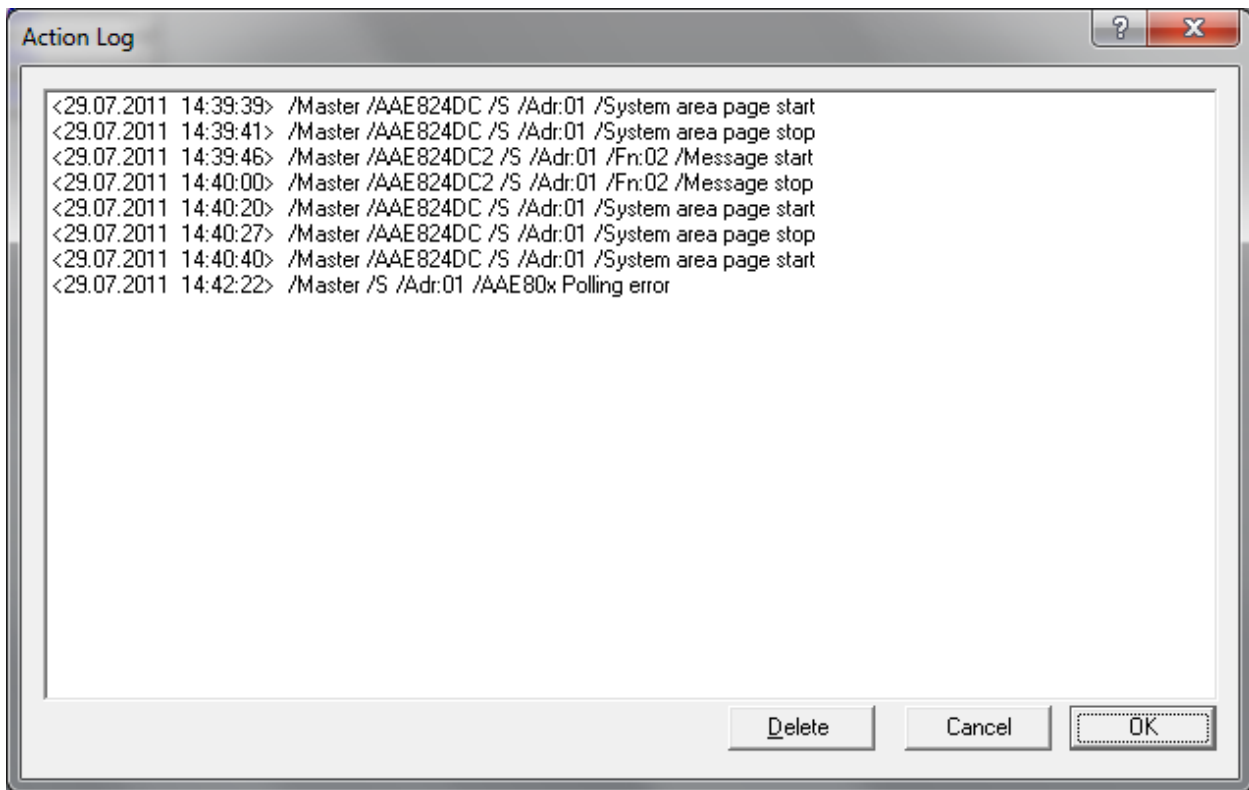 Action Log
<29.07.2011  14:39:39>  /Master /AAE824DC /S /Adr:01 /System area page start
<29.07.2011  14:39:41>  /Master /AAE824DC /S /Adr:01 /System area page stop
<29.07.2011  14:39:46>  /Master /AAE824DC2 /S /Adr:01 /Fn:02 /Message start
<29.07.2011  14:40:00>  /Master /AAE824DC2 /S /Adr:01 /Fn:02 /Message stop
<29.07.2011  14:40:20>  /Master /AAE824DC /S /Adr:01 /System area page start
<29.07.2011  14:40:27>  /Master /AAE824DC /S /Adr:01 /System area page stop
<29.07.2011  14:40:40>  /Master /AAE824DC /S /Adr:01 /System area page start
<29.07.2011  14:42:22>  /Master /S /Adr:01 /AAE80x Polling error
Delete Cancel OK